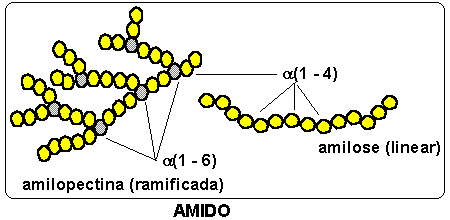 α(1 - 4)
amilose (linear)
α(1 - 6)
amilopectina (ramificada)
AMIDO